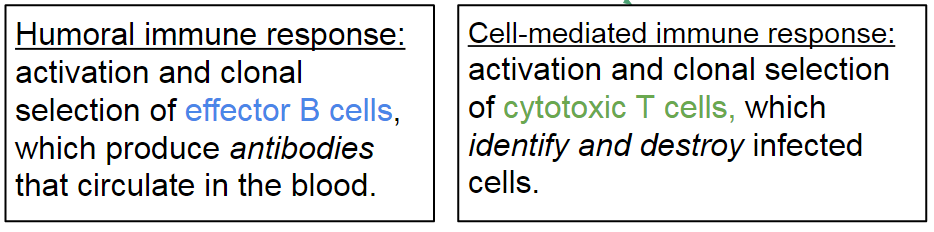 Humoral immune response:
activation and clonal
selection of effector B cells,
which produce antibodies
that circulate in the blood.
Cell-mediated immune response:
activation and clonal selection
of cytotoxic T cells, which
identify and destroy infected
cells.